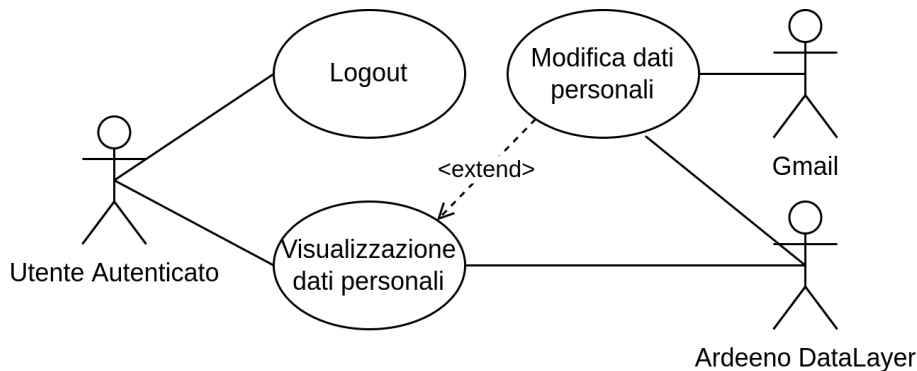 Logout
Modifica dati
personali
Gmail
<extend>
Utente Autenticato
Visualizzazione
dati personali
Ardeeno DataLayer